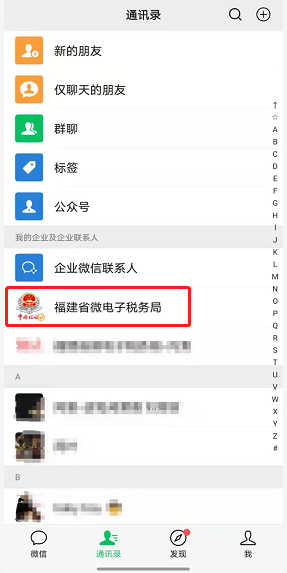 通讯录
新的朋友
仅聊天的朋友
群聊
标签
公众号
我的企业及企业联系人
企业微信联系人
福建省微电子税务局
A
B
↑
☆
A
B
C
D
E
F
G
H
I
J
K
L
M
N
O
P
Q
R
S
T
U
V
W
X
Y
Z
#
微信
通讯录
发现
我